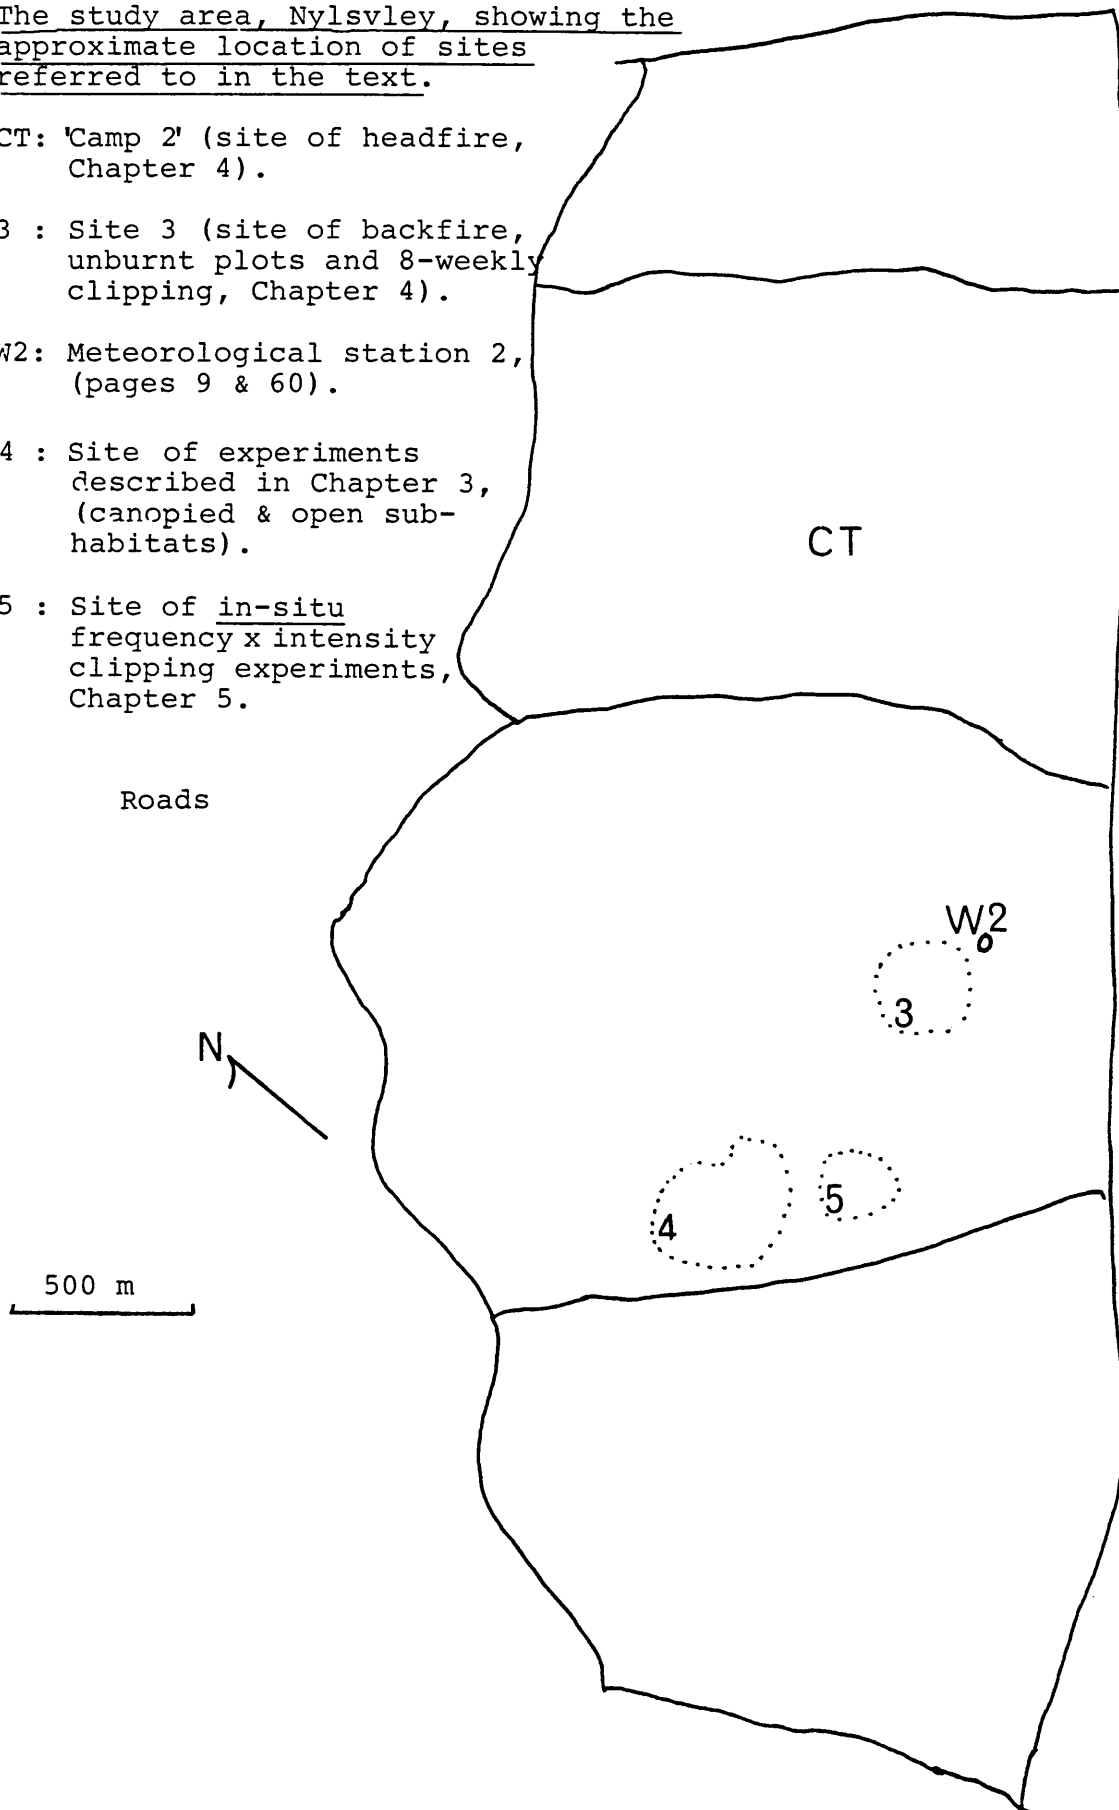 The study area, Nylsvley, showing the
approximate location of sites
referred to in the text.
CT: 'Camp 2' (site of headfire,
Chapter 4).
3 : Site 3 (site of backfire,
unburnt plots and 8-weekly
clipping, Chapter 4).
W2: Meteorological station 2,
(pages 9 & 60).
4 : Site of experiments
described in Chapter 3,
(canopied & open sub-
habitats).
5 : Site of in-situ
frequency x intensity
clipping experiments,
Chapter 5.
Roads
CT
W2
3
N
5
4
500 m